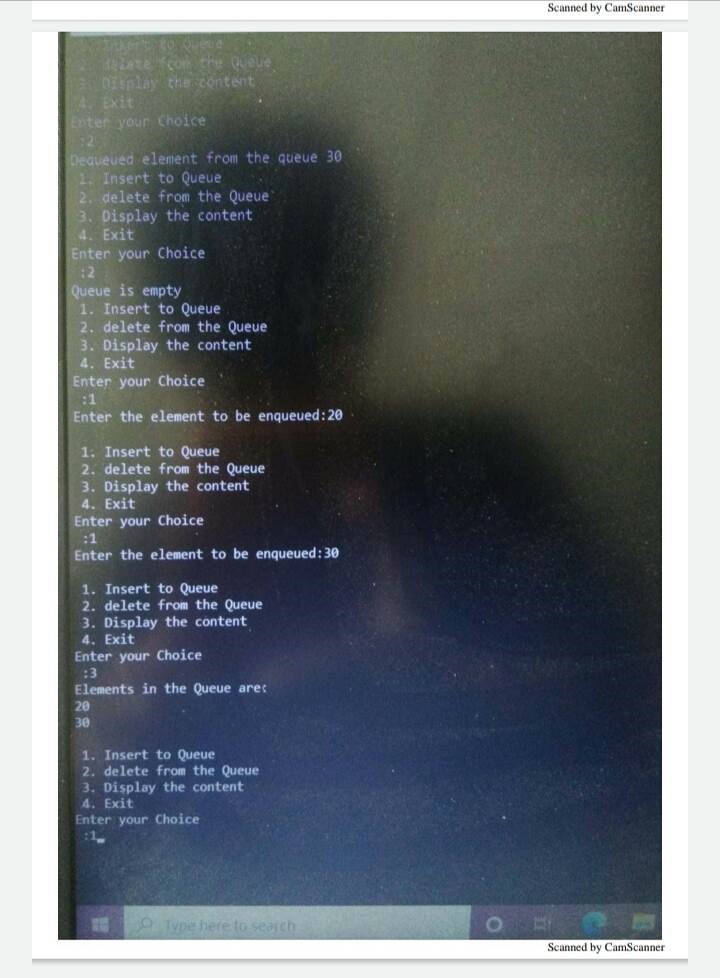 Scanned by CamScanner
1. Insert to Queue
2. delete from the Queue
3. Display the content
4. Exit
Enter your Choice
:2
Dequeued element from the queue 30
1. Insert to Queue
2. delete from the Queue
3. Display the content
4. Exit
Enter your Choice
:2
Queue is empty
1. Insert to Queue
2. delete from the Queue
3. Display the content
4. Exit
Enter your Choice
:1
Enter the element to be enqueued:20
1. Insert to Queue
2. delete from the Queue
3. Display the content
4. Exit
Enter your Choice
:1
Enter the element to be enqueued:30
1. Insert to Queue
2. delete from the Queue
3. Display the content
4. Exit
Enter your Choice
:3
Elements in the Queue are:
20
30
1. Insert to Queue
2. delete from the Queue
3. Display the content
4. Exit
Enter your Choice
:1_
Type here to search
Scanned by CamScanner